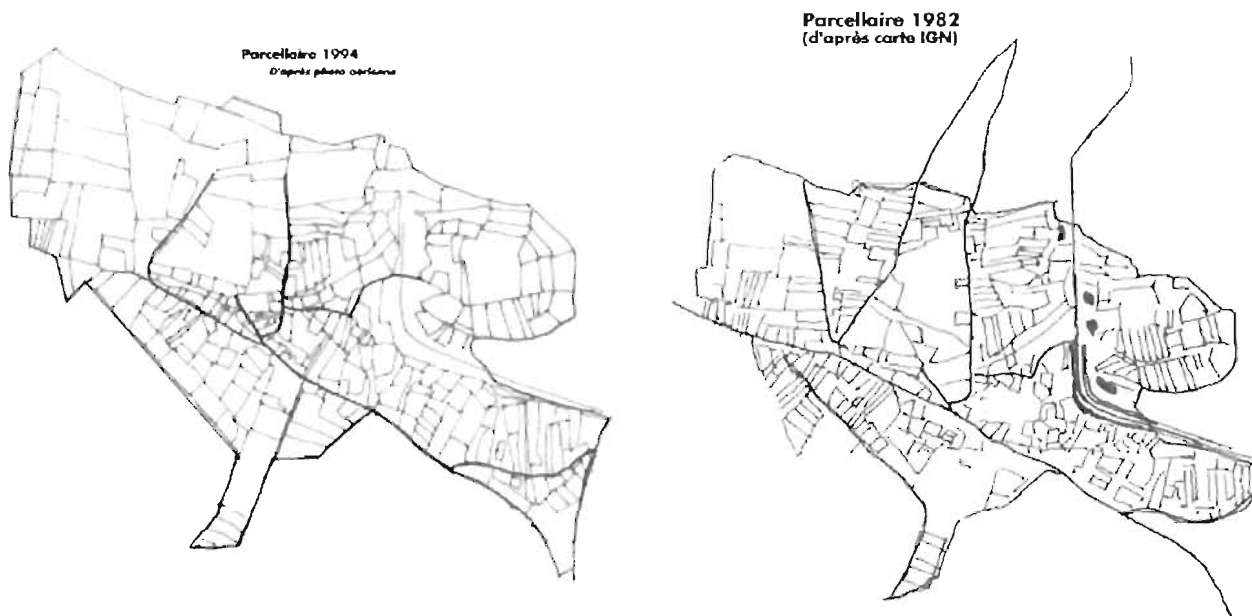 Parcellaire 1994
D'après photo aérienne
Parcellaire 1982
(d'après carte IGN)